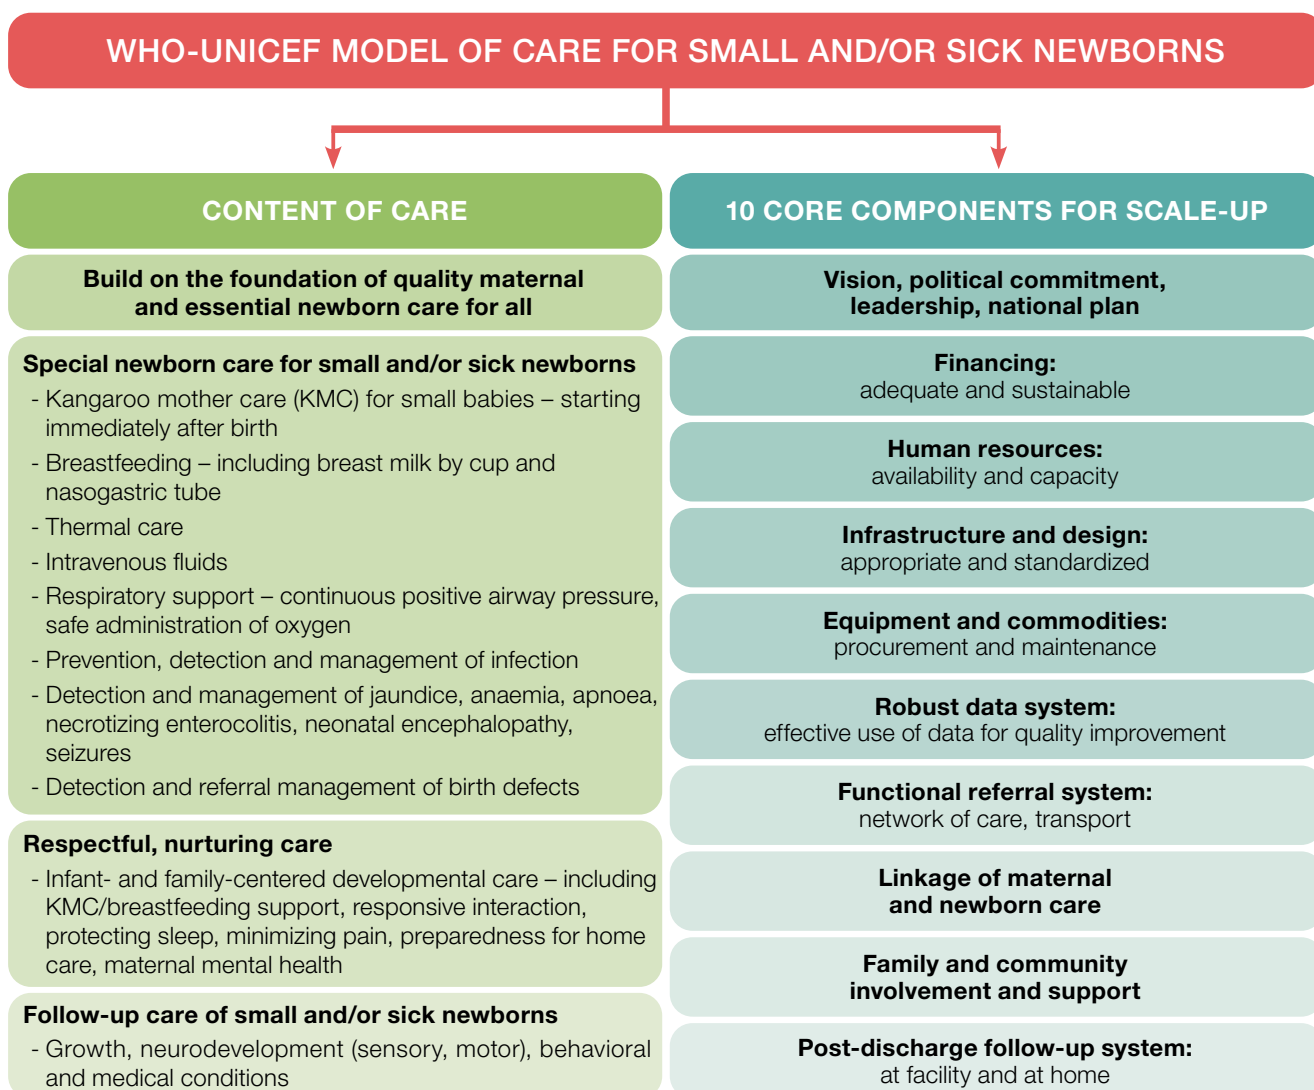 WHO-UNICEF MODEL OF CARE FOR SMALL AND/OR SICK NEWBORNS
CONTENT OF CARE
Build on the foundation of quality maternal
and essential newborn care for all
Special newborn care for small and/or sick newborns
- Kangaroo mother care (KMC) for small babies – starting
immediately after birth
- Breastfeeding – including breast milk by cup and
nasogastric tube
- Thermal care
- Intravenous fluids
- Respiratory support – continuous positive airway pressure,
safe administration of oxygen
- Prevention, detection and management of infection
- Detection and management of jaundice, anaemia, apnoea,
necrotizing enterocolitis, neonatal encephalopathy,
seizures
- Detection and referral management of birth defects
Respectful, nurturing care
- Infant- and family-centered developmental care – including
KMC/breastfeeding support, responsive interaction,
protecting sleep, minimizing pain, preparedness for home
care, maternal mental health
Follow-up care of small and/or sick newborns
- Growth, neurodevelopment (sensory, motor), behavioral
and medical conditions
10 CORE COMPONENTS FOR SCALE-UP
Vision, political commitment,
leadership, national plan
Financing:
adequate and sustainable
Human resources:
availability and capacity
Infrastructure and design:
appropriate and standardized
Equipment and commodities:
procurement and maintenance
Robust data system:
effective use of data for quality improvement
Functional referral system:
network of care, transport
Linkage of maternal
and newborn care
Family and community
involvement and support
Post-discharge follow-up system:
at facility and at home